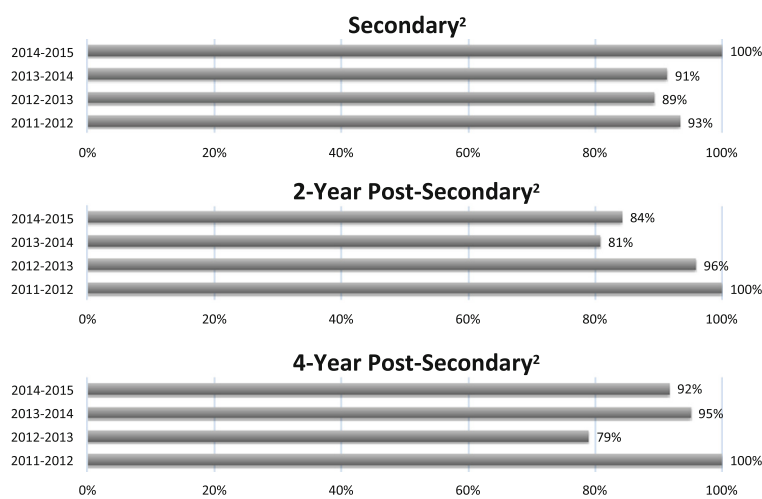 Secondary²
2014-2015 100%
2013-2014 91%
2012-2013 89%
2011-2012 93%
0% 20% 40% 60% 80% 100%
2-Year Post-Secondary²
2014-2015 84%
2013-2014 81%
2012-2013 96%
2011-2012 100%
0% 20% 40% 60% 80% 100%
4-Year Post-Secondary²
2014-2015 92%
2013-2014 95%
2012-2013 79%
2011-2012 100%
0% 20% 40% 60% 80% 100%